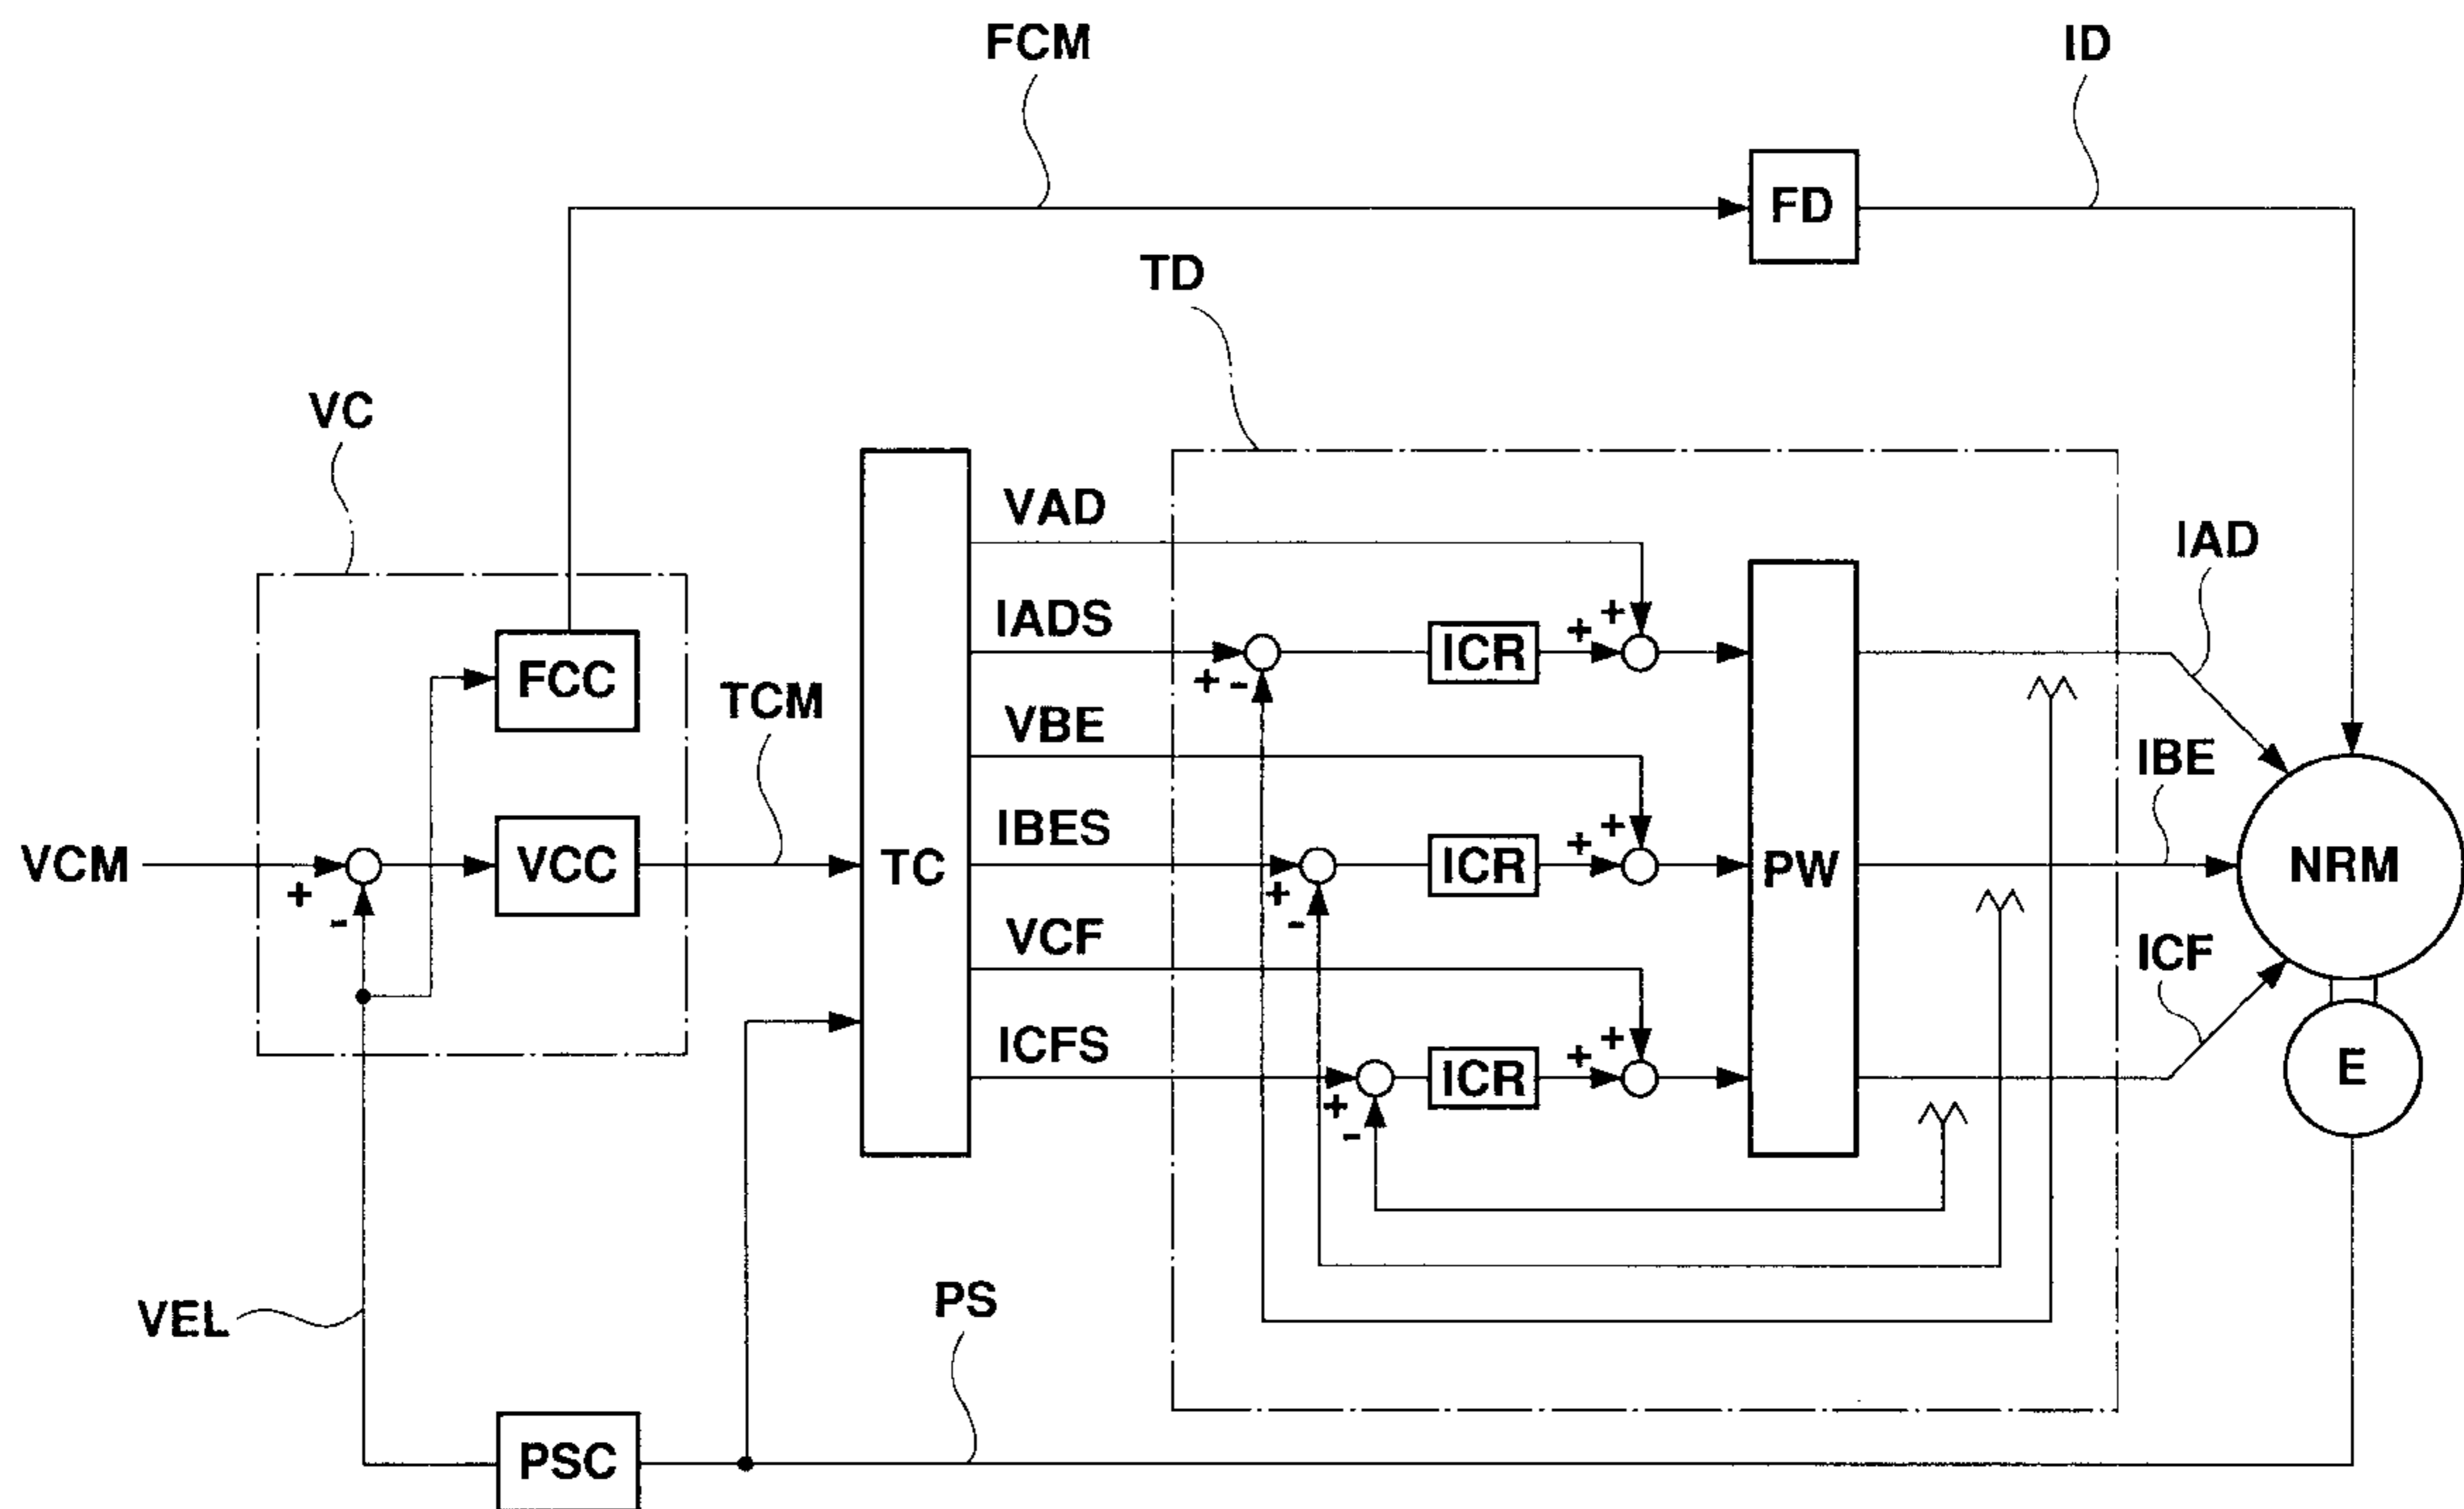 FCM
ID
FD
TD
VC
VAD
IAD
IADS
ICR
+
+
+
-
FCC
TCM
VBE
IBE
IBES
ICR
+
+
+
-
VCM
+
-
VCC
TC
PW
NRM
VCF
ICF
ICFS
ICR
+
+
+
-
E
VEL
PS
PSC